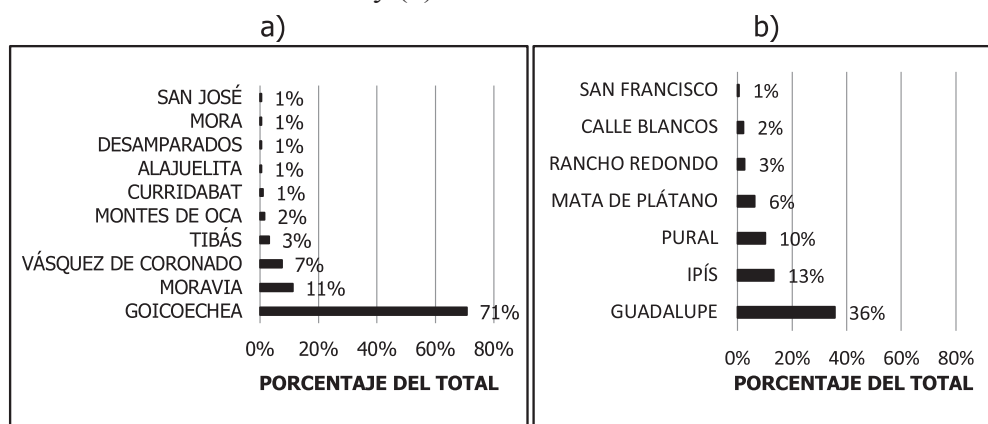 a)
SAN JOSÉ 1%
MORA 1%
DESAMPARADOS 1%
ALAJUELITA 1%
CURRIDABAT 1%
MONTES DE OCA 2%
TIBÁS 3%
VÁSQUEZ DE CORONADO 7%
MORAVIA 11%
GOICOECHEA 71%
0% 20% 40% 60% 80%
PORCENTAJE DEL TOTAL
b)
SAN FRANCISCO 1%
CALLE BLANCOS 2%
RANCHO REDONDO 3%
MATA DE PLÁTANO 6%
PURAL 10%
IPÍS 13%
GUADALUPE 36%
0% 20% 40% 60% 80%
PORCENTAJE DEL TOTAL